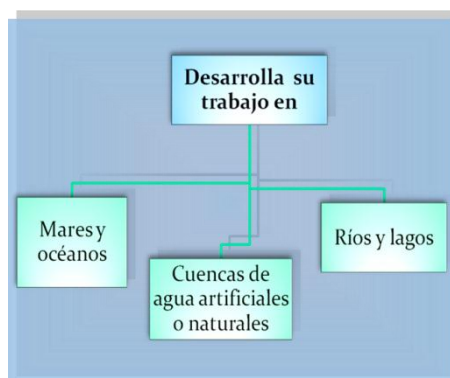 Desarrolla su
trabajo en
Mares y
océanos
Cuencas de
agua artificiales
o naturales
Ríos y lagos